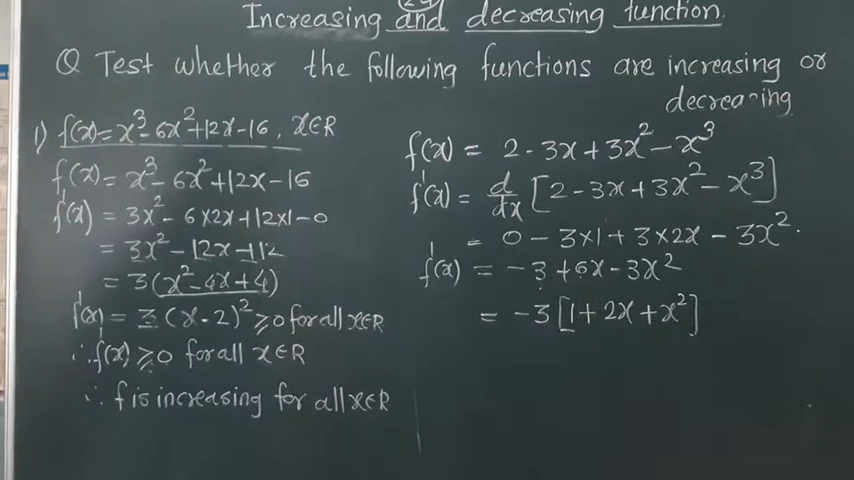 Increasing and decreasing function
Q Test whether the following functions are increasing or
decreasing
1) f(x) = x³ - 6x² + 12x - 16, x∈R
f(x) = x³ - 6x² + 12x - 16
f'(x) = 3x² - 6×2x + 12×1 - 0
= 3x² - 12x + 12
= 3(x² - 4x + 4)
f'(x) = 3(x - 2)² ⩾ 0 for all x∈R
∴ f'(x) ⩾ 0 for all x∈R
∴ f is increasing for all x∈R
f(x) = 2 - 3x + 3x² - x³
f'(x) = d/dx [2 - 3x + 3x² - x³]
= 0 - 3×1 + 3×2x - 3x².
f'(x) = -3 + 6x - 3x²
= -3[1 + 2x + x²]